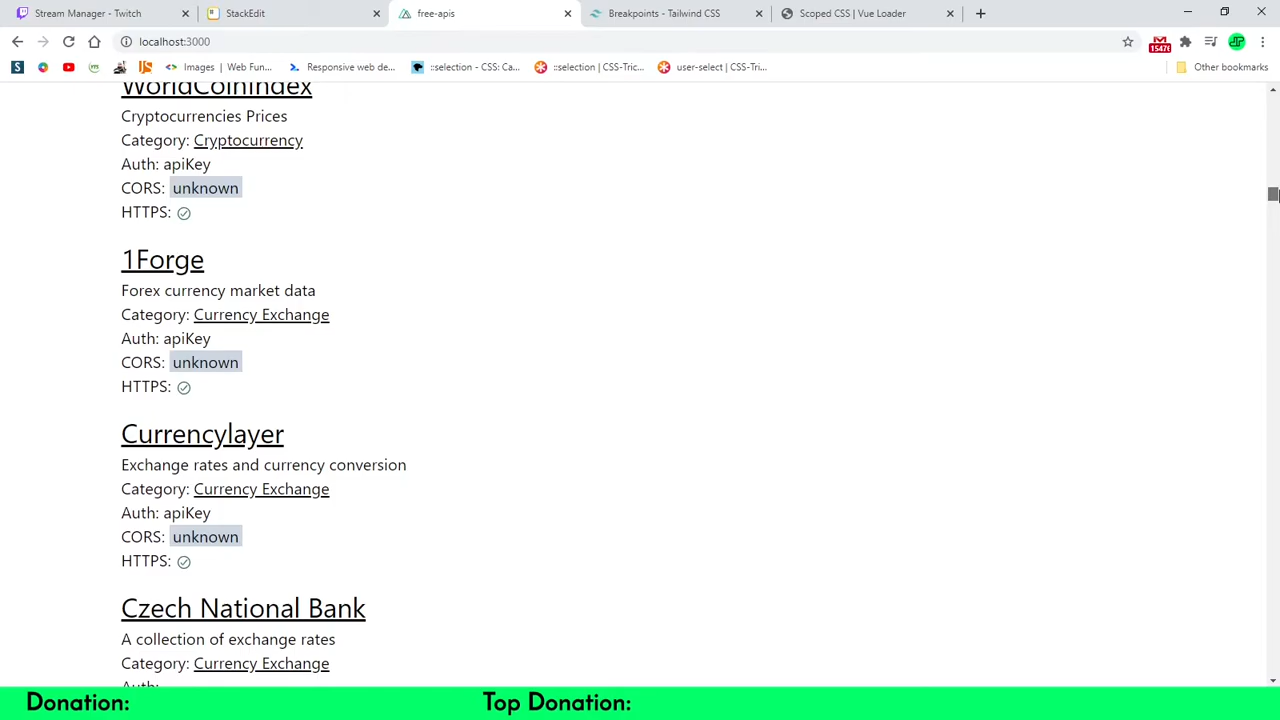 Stream Manager - Twitch
StackEdit
free-apis
Breakpoints - Tailwind CSS
Scoped CSS | Vue Loader
localhost:3000
15476
S
VTS
JS
Images | Web Fun...
Responsive web de...
::selection - CSS: Ca...
::selection | CSS-Tric...
user-select | CSS-Tri...
Other bookmarks
WorldCoinIndex
Cryptocurrencies Prices
Category: Cryptocurrency
Auth: apiKey
CORS: unknown
HTTPS:
1Forge
Forex currency market data
Category: Currency Exchange
Auth: apiKey
CORS: unknown
HTTPS:
Currencylayer
Exchange rates and currency conversion
Category: Currency Exchange
Auth: apiKey
CORS: unknown
HTTPS:
Czech National Bank
A collection of exchange rates
Category: Currency Exchange
Auth:
Donation:
Top Donation: